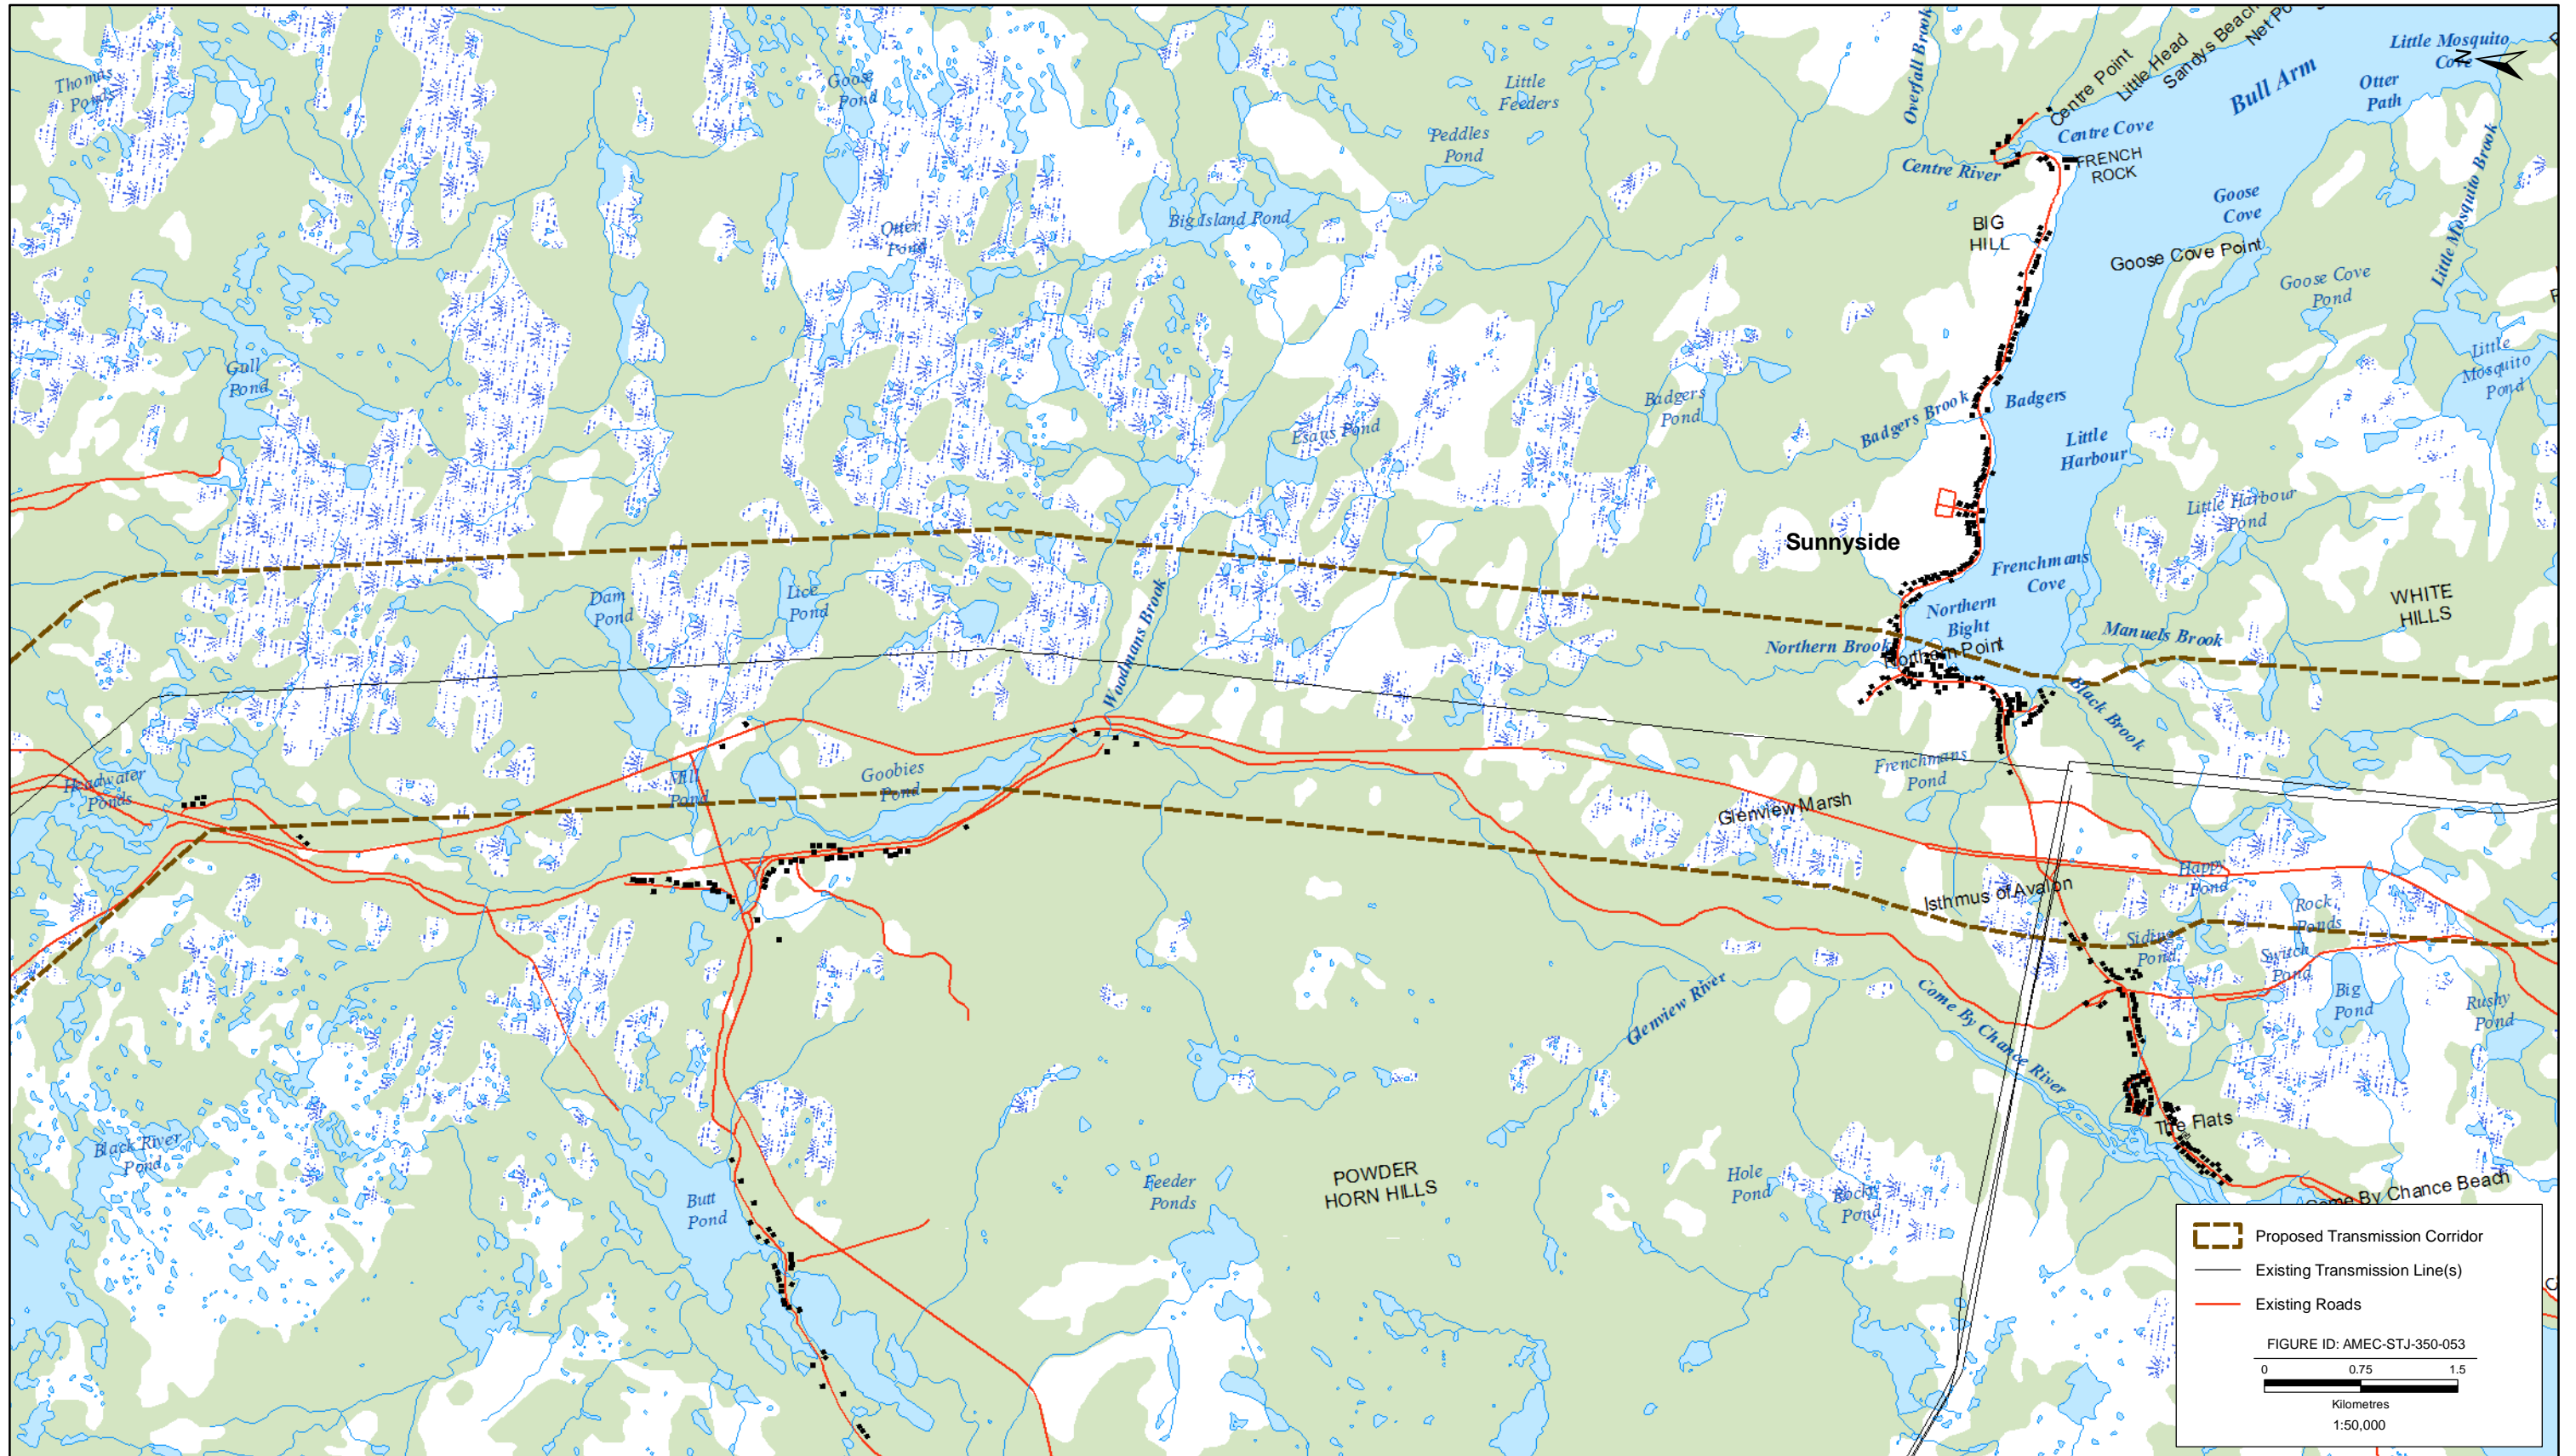 Thomas
Ponds
Goose
Pond
Little
Feeders
Peddles
Pond
Overfall Brook
Centre Point
Little Head
Sandys Beach
Bull Arm
Little Mosquito
Cove
N
Otter
Path
Centre Cove
Centre River
FRENCH
ROCK
Little Mosquito Brook
Goose
Cove
BIG
HILL
Goose Cove Point
Goose Cove
Pond
Big Island Pond
Otter
Pond
Gull
Pond
Little
Mosquito
Pond
Badgers
Pond
Badgers Brook
Badgers
Esaus Pond
Little
Harbour
Little Harbour
Pond
Sunnyside
Frenchmans
Cove
WHITE
HILLS
Dam
Pond
Lice
Pond
Woodmans Brook
Northern
Bight
Northern Brook
Northern Point
Manuels Brook
Black Brook
Headwater
Ponds
Mill
Pond
Goobies
Pond
Frenchmans
Pond
Glenview Marsh
Isthmus of Avalon
Happy
Pond
Rock
Ponds
Siding
Pond
Switch
Pond
Big
Pond
Rushy
Pond
Glenview River
Come By Chance River
The Flats
Black River
Pond
Butt
Pond
Feeder
Ponds
POWDER
HORN HILLS
Hole
Pond
Rocky
Pond
Come By Chance Beach
Proposed Transmission Corridor
Existing Transmission Line(s)
Existing Roads
FIGURE ID: AMEC-STJ-350-053
0 0.75 1.5
Kilometres
1:50,000